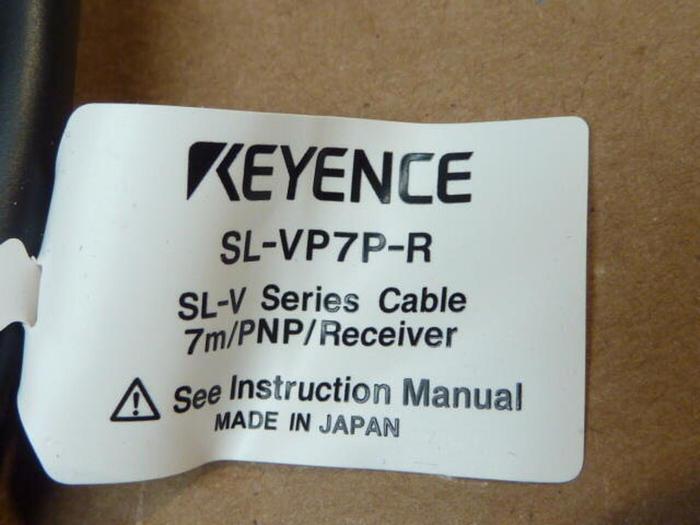 KEYENCE
SL-VP7P-R
SL-V Series Cable
7m/PNP/Receiver
See Instruction Manual
MADE IN JAPAN